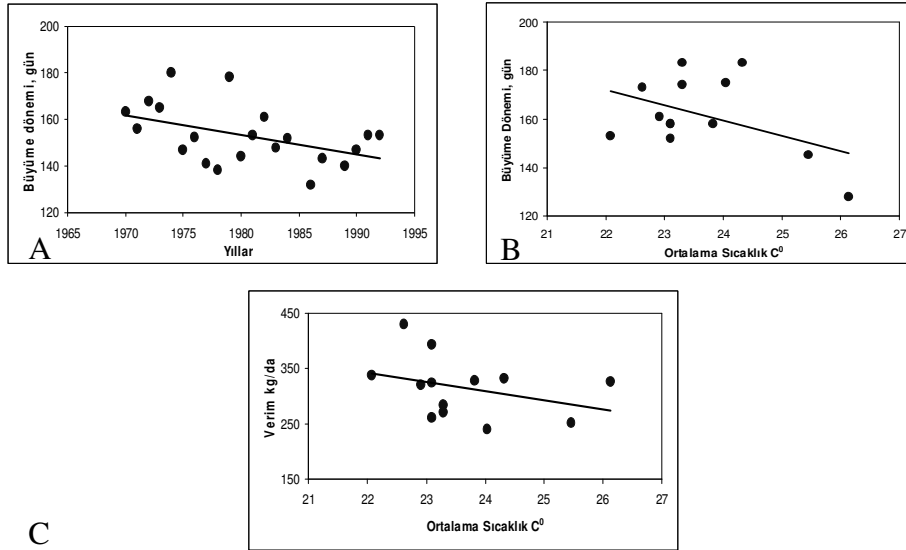 Büyüme dönemi, gün
200
180
160
140
120
1965 1970 1975 1980 1985 1990 1995
Yıllar
A
Büyüme Dönemi, gün
200
180
160
140
120
21 22 23 24 25 26 27
Ortalama Sıcaklık C⁰
B
Verim kg/da
450
350
250
150
21 22 23 24 25 26 27
Ortalama Sıcaklık C⁰
C